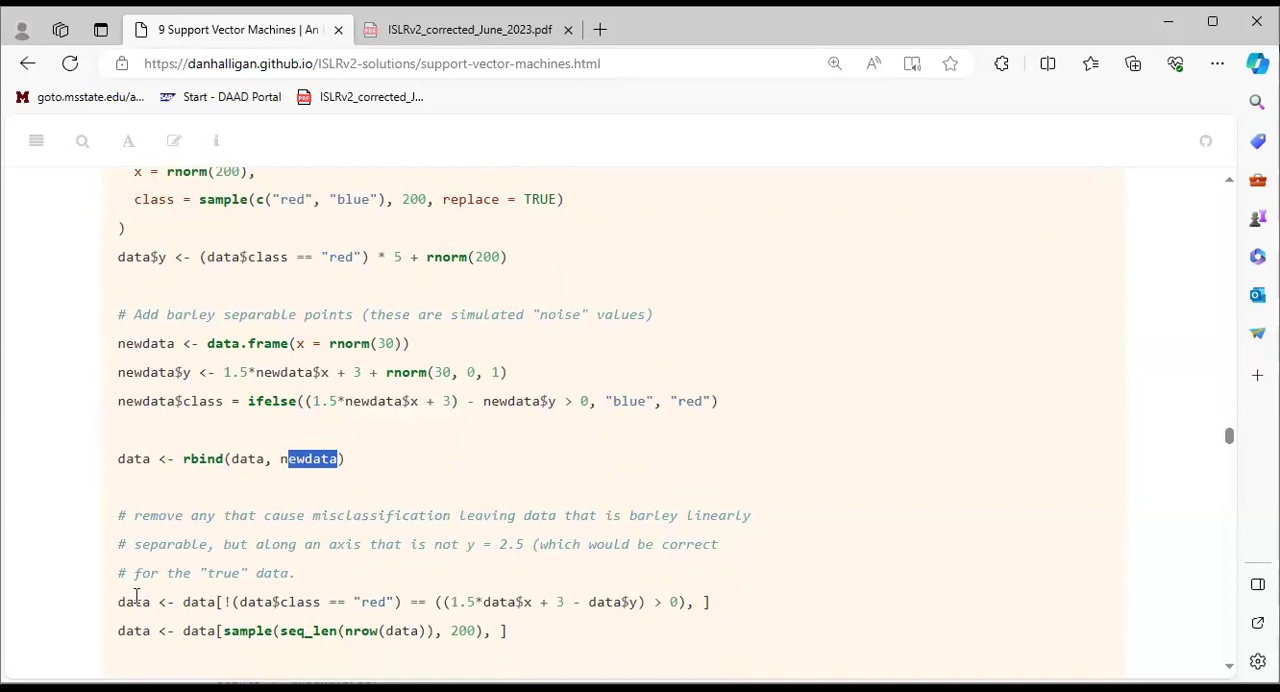 9 Support Vector Machines | An
ISLRv2_corrected_June_2023.pdf
https://danhalligan.github.io/ISLRv2-solutions/support-vector-machines.html
goto.msstate.edu/a...
Start - DAAD Portal
ISLRv2_corrected_J...
x = rnorm(200),
class = sample(c("red", "blue"), 200, replace = TRUE)
)
data$y <- (data$class == "red") * 5 + rnorm(200)
# Add barley separable points (these are simulated "noise" values)
newdata <- data.frame(x = rnorm(30))
newdata$y <- 1.5*newdata$x + 3 + rnorm(30, 0, 1)
newdata$class = ifelse((1.5*newdata$x + 3) - newdata$y > 0, "blue", "red")
data <- rbind(data, newdata)
# remove any that cause misclassification leaving data that is barley linearly
# separable, but along an axis that is not y = 2.5 (which would be correct
# for the "true" data.
data <- data[!(data$class == "red") == ((1.5*data$x + 3 - data$y) > 0), ]
data <- data[sample(seq_len(nrow(data)), 200), ]